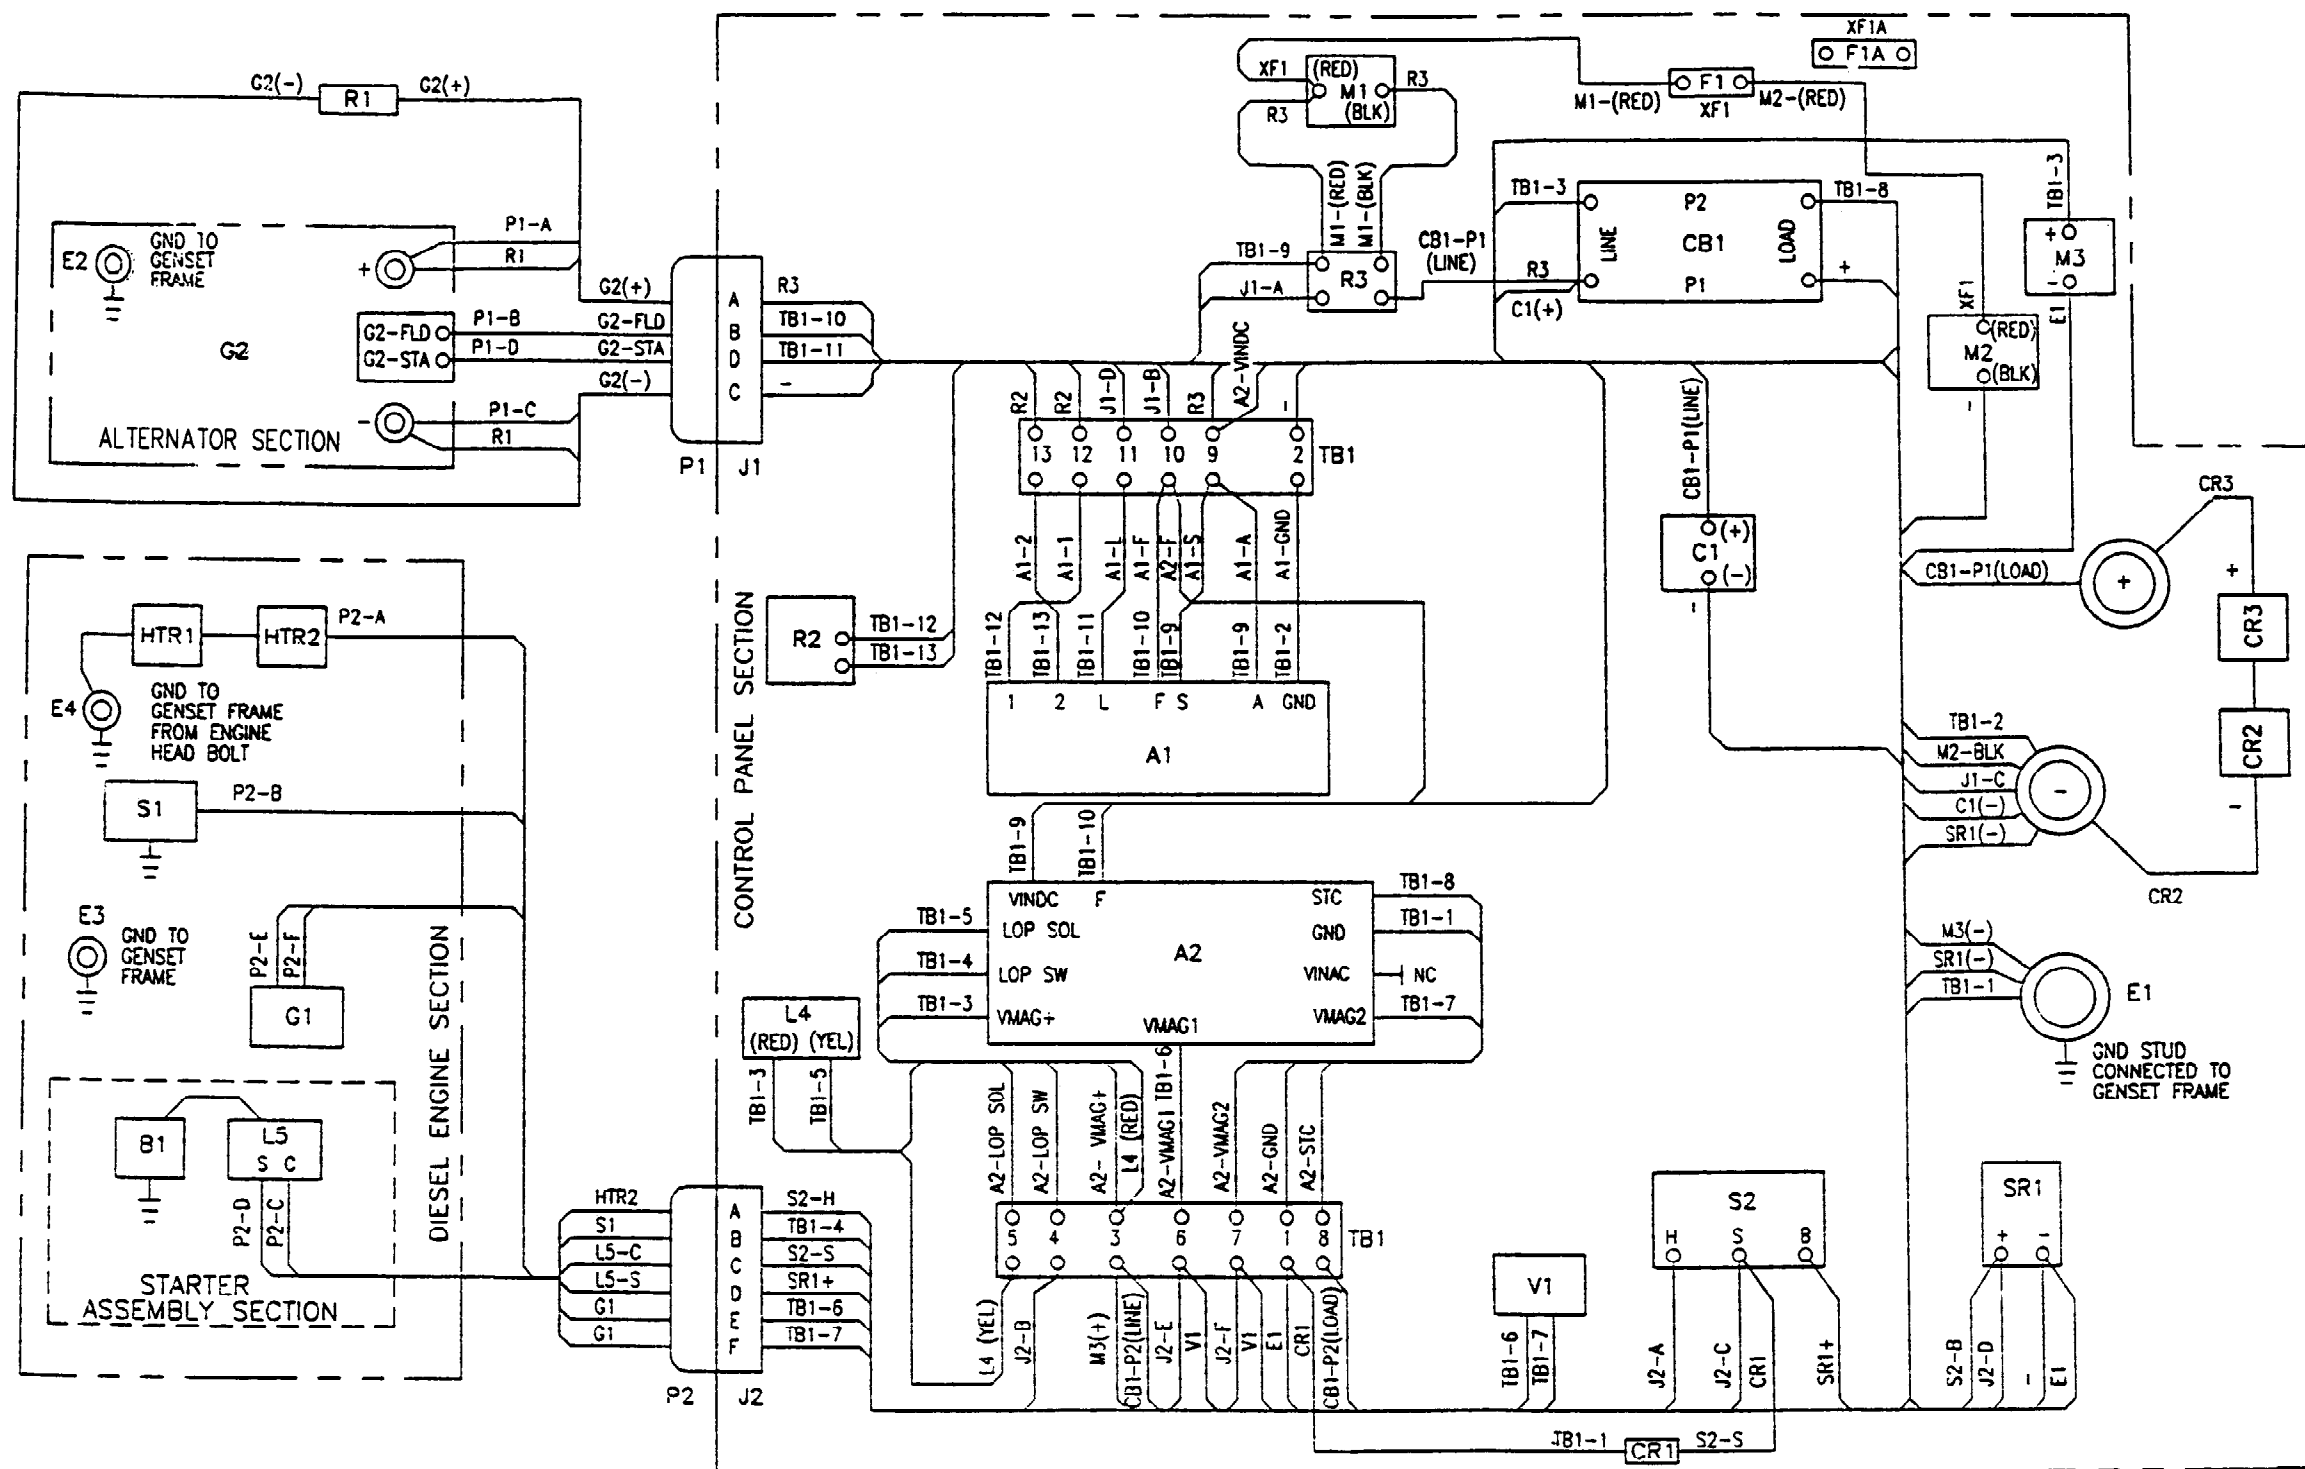 XF1A
F1A
XF1
(RED)
M1
(BLK)
R3
R3
M1-(RED)
F1
XF1
M2-(RED)
G2(-)
R1
G2(+)
E2
GND TO
GENSET
FRAME
P1-A
R1
+
G2(+)
G2-FLD
P1-B
G2-FLD
G2-STA
P1-D
G2-STA
G2
G2(-)
P1-C
R1
-
ALTERNATOR SECTION
A
B
D
C
P1
J1
R3
TB1-10
TB1-11
-
M1-(RED)
M1-(BLK)
TB1-9
J1-A
R3
CB1-P1
(LINE)
TB1-3
R3
C1(+)
LINE
P2
CB1
P1
LOAD
TB1-8
+
TB1-3
+
M3
-
E1
XF1
(RED)
M2
(BLK)
-
R2
R2
J1-D
J1-B
R3
A2-VINDC
-
13
12
11
10
9
2
TB1
A1-2
A1-1
A1-L
A1-F
A2-F
A1-S
A1-A
A1-GND
CB1-P1(LINE)
(+)
C1
(-)
-
CR3
CB1-P1(LOAD)
+
+
CR3
CR2
-
CR2
HTR1
HTR2
P2-A
E4
GND TO
GENSET FRAME
FROM ENGINE
HEAD BOLT
S1
P2-B
E3
GND TO
GENSET
FRAME
P2-E
P2-F
G1
DIESEL ENGINE SECTION
CONTROL PANEL SECTION
R2
TB1-12
TB1-13
TB1-12
TB1-13
TB1-11
TB1-10
TB1-9
TB1-9
TB1-2
1
2
L
F
S
A
GND
A1
TB1-2
M2-BLK
J1-C
C1(-)
SR1(-)
-
TB1-9
TB1-10
VINDC
F
STC
TB1-8
TB1-5
LOP SOL
GND
TB1-1
A2
TB1-4
LOP SW
VINAC
NC
TB1-3
VMAG+
VMAG1
VMAG2
TB1-7
M3(-)
SR1(-)
TB1-1
E1
GND STUD
CONNECTED TO
GENSET FRAME
L4
(RED) (YEL)
TB1-3
TB1-5
A2-LOP SOL
A2-LOP SW
A2- VMAG+
L4 (RED)
A2-VMAG1 TB1-6
A2-VMAG2
A2-GND
A2-STC
B1
L5
S C
P2-D
P2-C
STARTER
ASSEMBLY SECTION
HTR2
S1
L5-C
L5-S
G1
G1
A
B
C
D
E
F
S2-H
TB1-4
S2-S
SR1+
TB1-6
TB1-7
P2
J2
5
4
3
6
7
1
8
TB1
L4 (YEL)
J2-B
M3(+)
CB1-P2(LINE)
J2-E
V1
J2-F
V1
E1
CR1
CB1-P2(LOAD)
V1
TB1-6
TB1-7
S2
H
S
B
J2-A
J2-C
CR1
SR1+
SR1
+
-
S2-B
J2-D
-
E1
TB1-1
CR1
S2-S